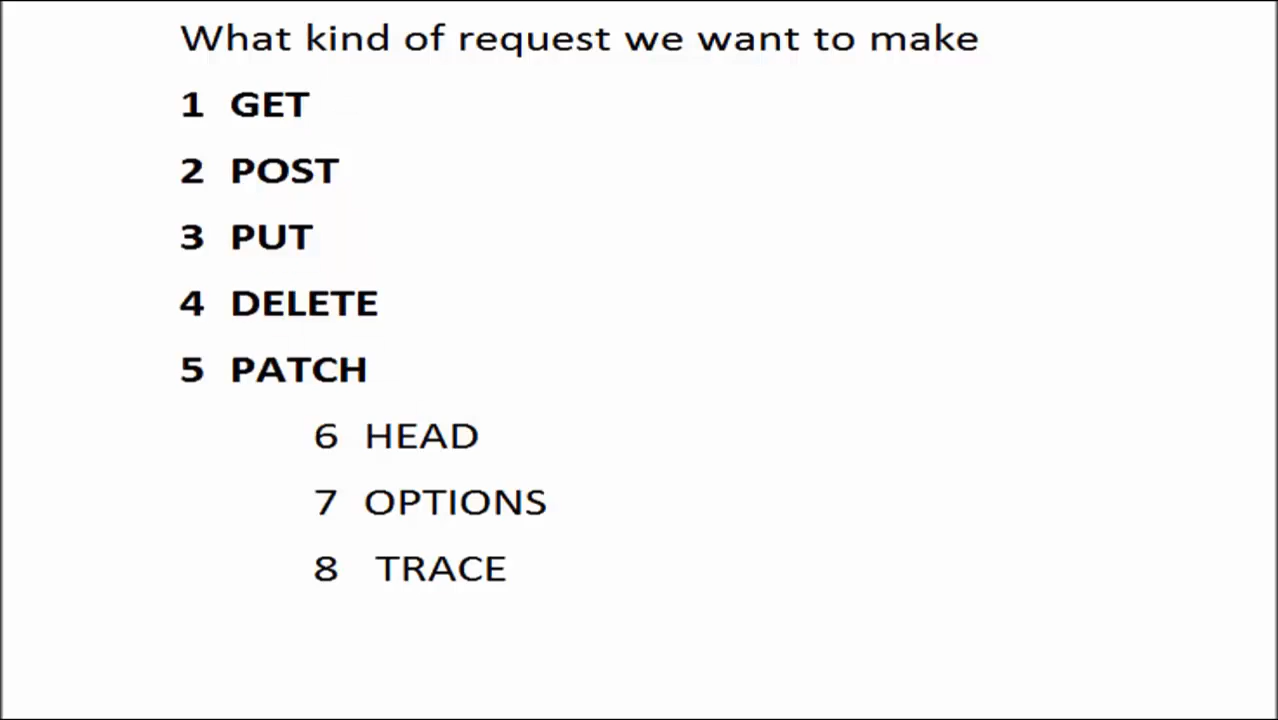 What kind of request we want to make
1 GET
2 POST
3 PUT
4 DELETE
5 PATCH
6 HEAD
7 OPTIONS
8 TRACE